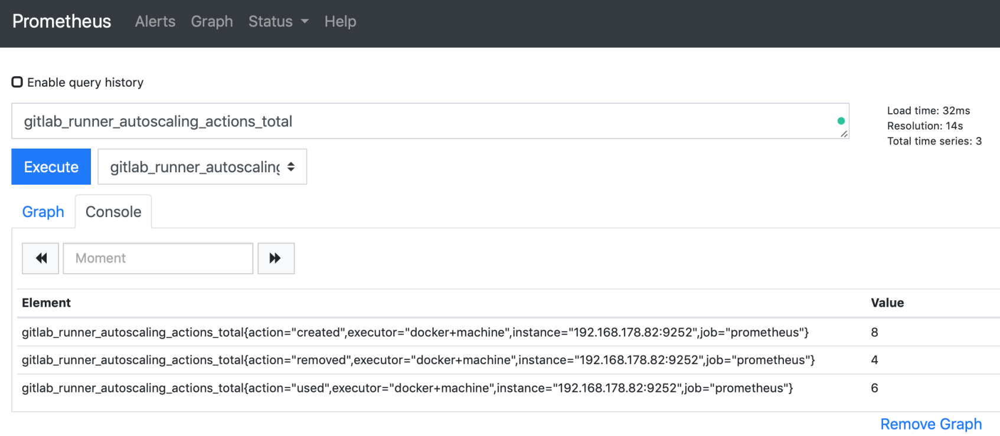 Prometheus Alerts Graph Status Help
Enable query history
gitlab_runner_autoscaling_actions_total
Load time: 32ms
Resolution: 14s
Total time series: 3
Execute gitlab_runner_autoscaling
Graph Console
Moment
Element Value
gitlab_runner_autoscaling_actions_total{action="created",executor="docker+machine",instance="192.168.178.82:9252",job="prometheus"} 8
gitlab_runner_autoscaling_actions_total{action="removed",executor="docker+machine",instance="192.168.178.82:9252",job="prometheus"} 4
gitlab_runner_autoscaling_actions_total{action="used",executor="docker+machine",instance="192.168.178.82:9252",job="prometheus"} 6
Remove Graph